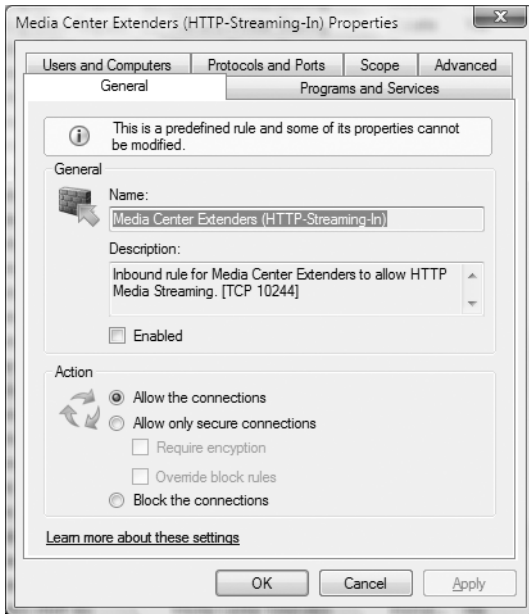 Media Center Extenders (HTTP-Streaming-In) Properties
Users and Computers
Protocols and Ports
Scope
Advanced
General
Programs and Services
This is a predefined rule and some of its properties cannot
be modified.
General
Name:
Media Center Extenders (HTTP-Streaming-In)
Description:
Inbound rule for Media Center Extenders to allow HTTP
Media Streaming. [TCP 10244]
Enabled
Action
Allow the connections
Allow only secure connections
Require encryption
Override block rules
Block the connections
Learn more about these settings
OK
Cancel
Apply